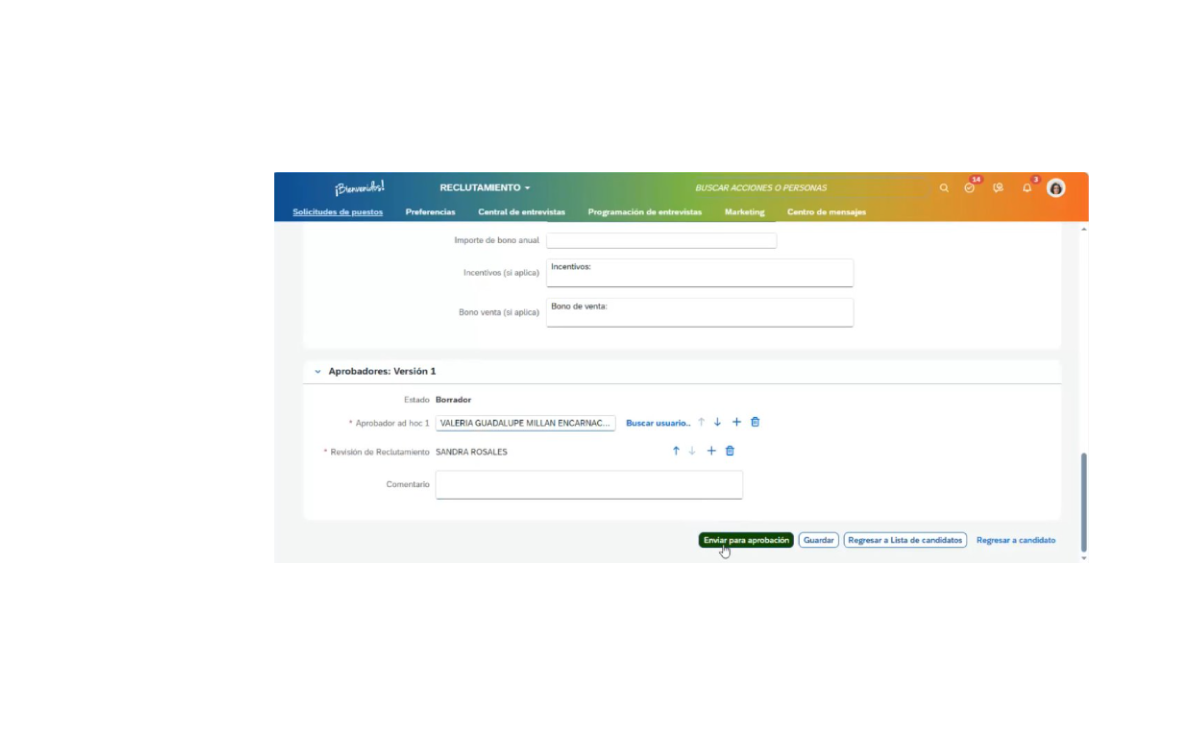 ¡Bienvenidos!
RECLUTAMIENTO
BUSCAR ACCIONES O PERSONAS
14
3
Solicitudes de puestos Preferencias Central de entrevistas Programación de entrevistas Marketing Centro de mensajes
Importe de bono anual
Incentivos (si aplica) Incentivos:
Bono venta (si aplica) Bono de venta:
Aprobadores: Versión 1
Estado Borrador
* Aprobador ad hoc 1 VALERIA GUADALUPE MILLAN ENCARNAC... Buscar usuario..
* Revisión de Reclutamiento SANDRA ROSALES
Comentario
Enviar para aprobación Guardar Regresar a Lista de candidatos Regresar a candidato